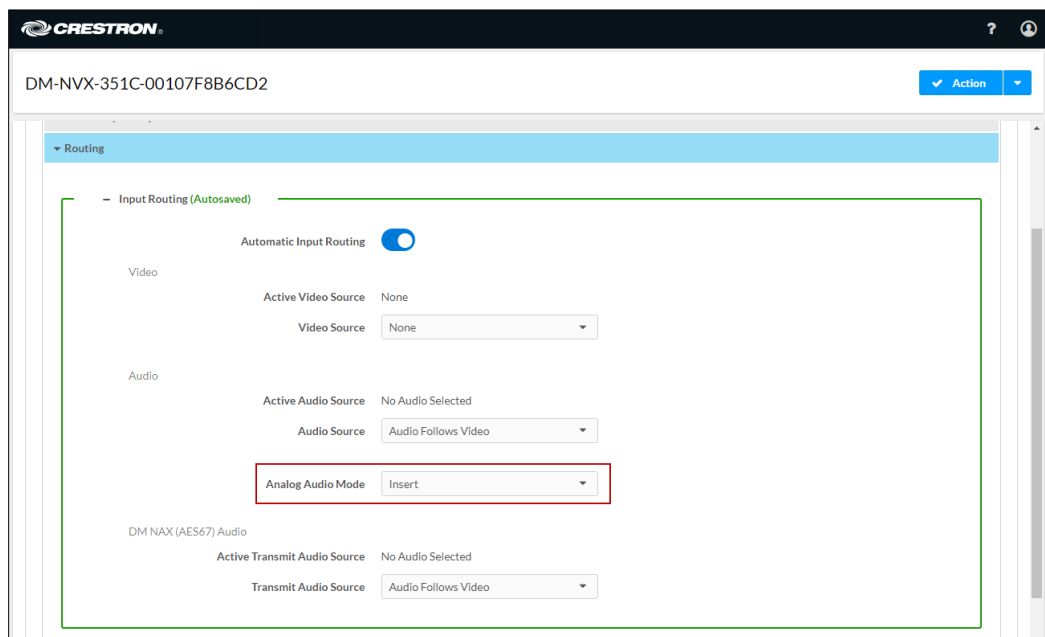 CRESTRON.
?
DM-NVX-351C-00107F8B6CD2
Action
Routing
– Input Routing (Autosaved)
Automatic Input Routing
Video
Active Video Source None
Video Source None
Audio
Active Audio Source No Audio Selected
Audio Source Audio Follows Video
Analog Audio Mode Insert
DM NAX (AES67) Audio
Active Transmit Audio Source No Audio Selected
Transmit Audio Source Audio Follows Video